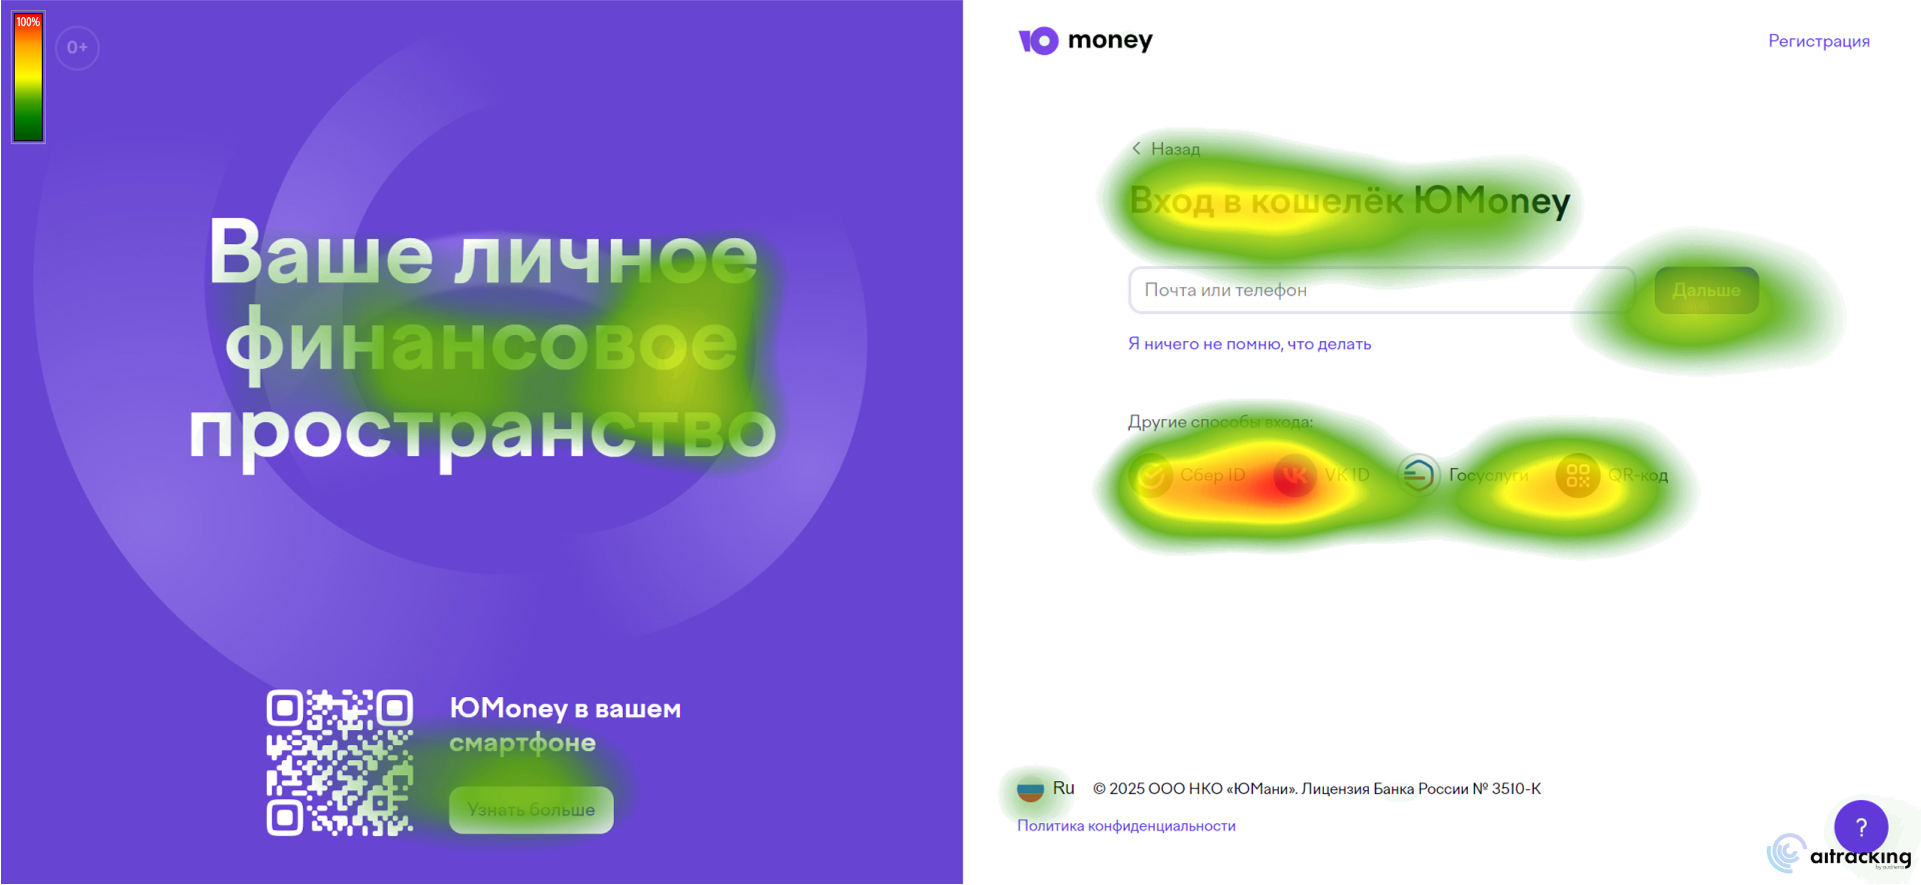 100%
0+
Ваше личное
финансовое
пространство
ЮMoney в вашем
смартфоне
Узнать больше
Ю money
Регистрация
Назад
Вход в кошелёк ЮMoney
Почта или телефон
Дальше
Я ничего не помню, что делать
Другие способы входа:
Сбер ID VK ID Госуслуги QR-код
Ru © 2025 ООО НКО «ЮМани». Лицензия Банка России № 3510-К
Политика конфиденциальности
?
aitracking